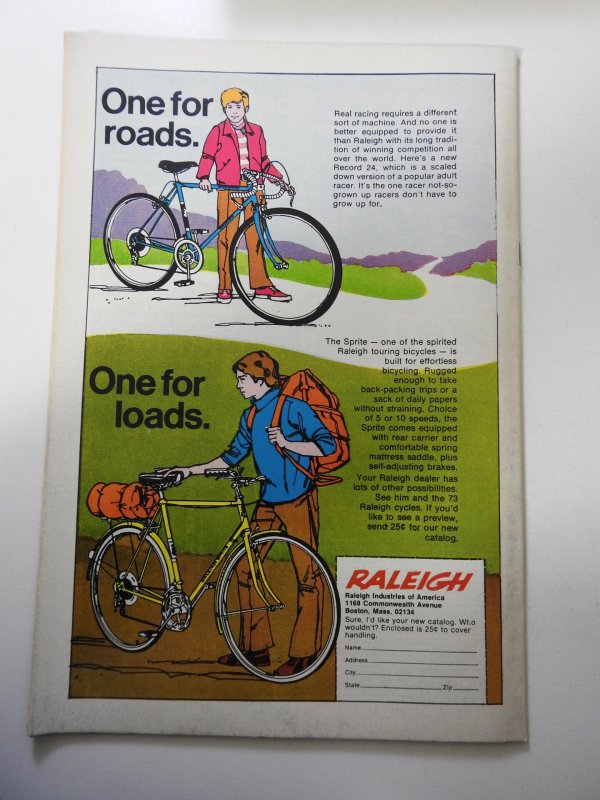 One for
roads.
Real racing requires a different
sort of machine. And no one is
better equipped to provide it
than Raleigh with its long tradi-
tion of winning competition all
over the world. Here's a new
Record 24, which is a scaled
down version of a popular adult
racer. It's the one racer not-so-
grown up racers don't have to
grow up for.
One for
loads.
The Sprite — one of the spirited
Raleigh touring bicycles — is
built for effortless
bicycling. Rugged
enough to take
back-packing trips or a
sack of daily papers
without straining. Choice
of 5 or 10 speeds, the
Sprite comes equipped
with rear carrier and
comfortable spring
mattress saddle, plus
self-adjusting brakes.
Your Raleigh dealer has
lots of other possibilities.
See him and the 73
Raleigh cycles. If you'd
like to see a preview,
send 25¢ for our new
catalog.
RALEIGH
Raleigh Industries of America
1168 Commonwealth Avenue
Boston, Mass. 02134
Sure, I'd like your new catalog. Who
wouldn't? Enclosed is 25¢ to cover
handling.
Name
Address
City
State Zip